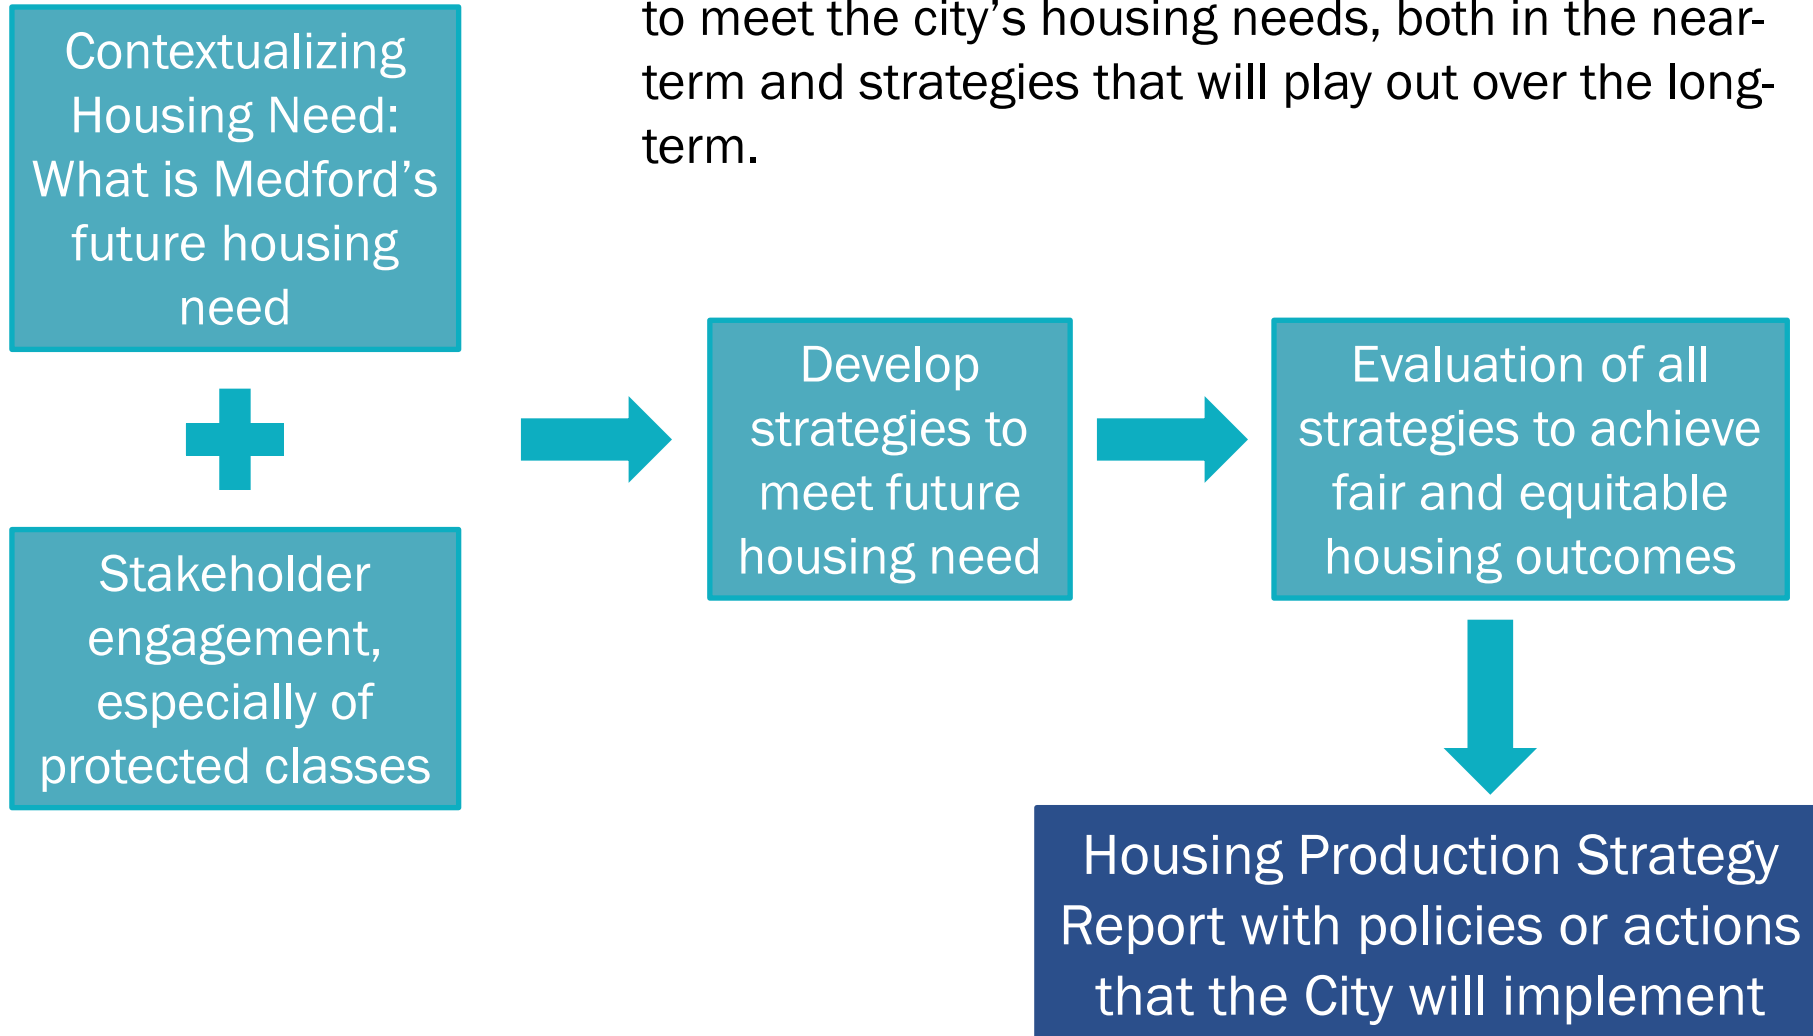 to meet the city’s housing needs, both in the near-
term and strategies that will play out over the long-
term.
Contextualizing
Housing Need:
What is Medford’s
future housing
need
Stakeholder
engagement,
especially of
protected classes
Develop
strategies to
meet future
housing need
Evaluation of all
strategies to achieve
fair and equitable
housing outcomes
Housing Production Strategy
Report with policies or actions
that the City will implement